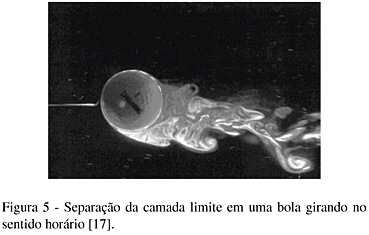 Figura 5 - Separação da camada limite em uma bola girando no
sentido horário [17].